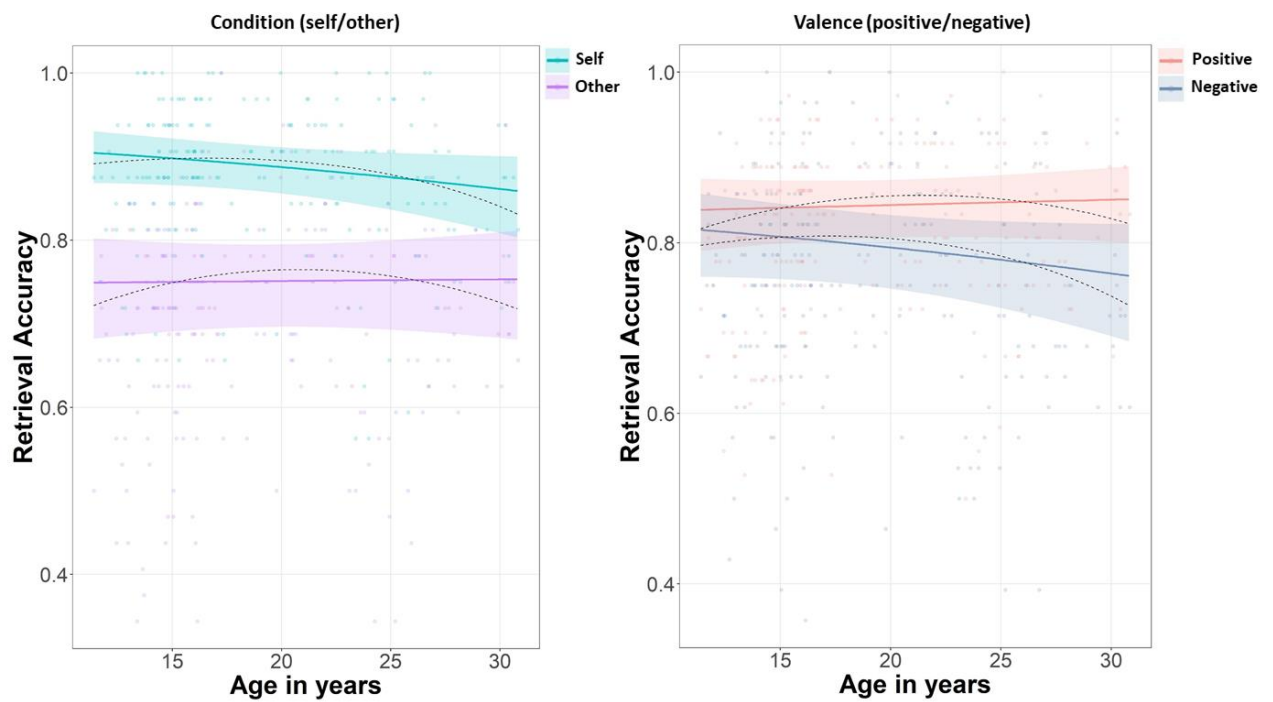 Condition (self/other)
Retrieval Accuracy
1.0
0.8
0.6
0.4
15 20 25 30
Age in years
Self
Other
Valence (positive/negative)
Retrieval Accuracy
1.0
0.8
0.6
0.4
15 20 25 30
Age in years
Positive
Negative